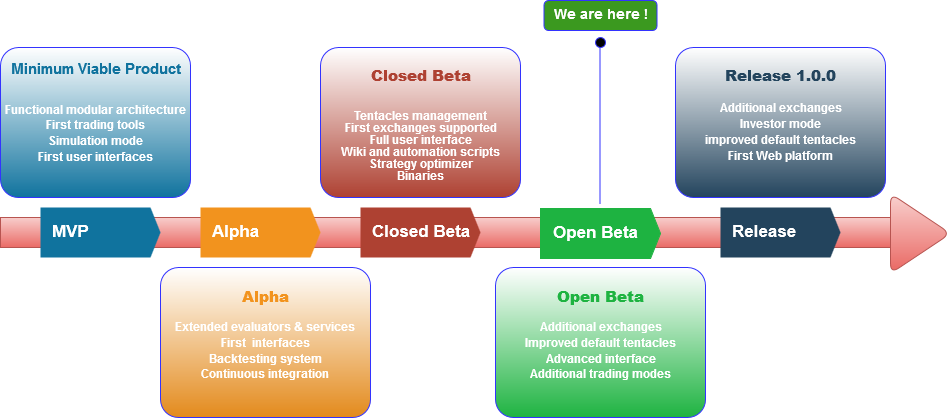 We are here !
Minimum Viable Product
Functional modular architecture
First trading tools
Simulation mode
First user interfaces
Closed Beta
Tentacles management
First exchanges supported
Full user interface
Wiki and automation scripts
Strategy optimizer
Binaries
Release 1.0.0
Additional exchanges
Investor mode
improved default tentacles
First Web platform
MVP
Alpha
Closed Beta
Open Beta
Release
Alpha
Extended evaluators & services
First  interfaces
Backtesting system
Continuous integration
Open Beta
Additional exchanges
Improved default tentacles
Advanced interface
Additional trading modes